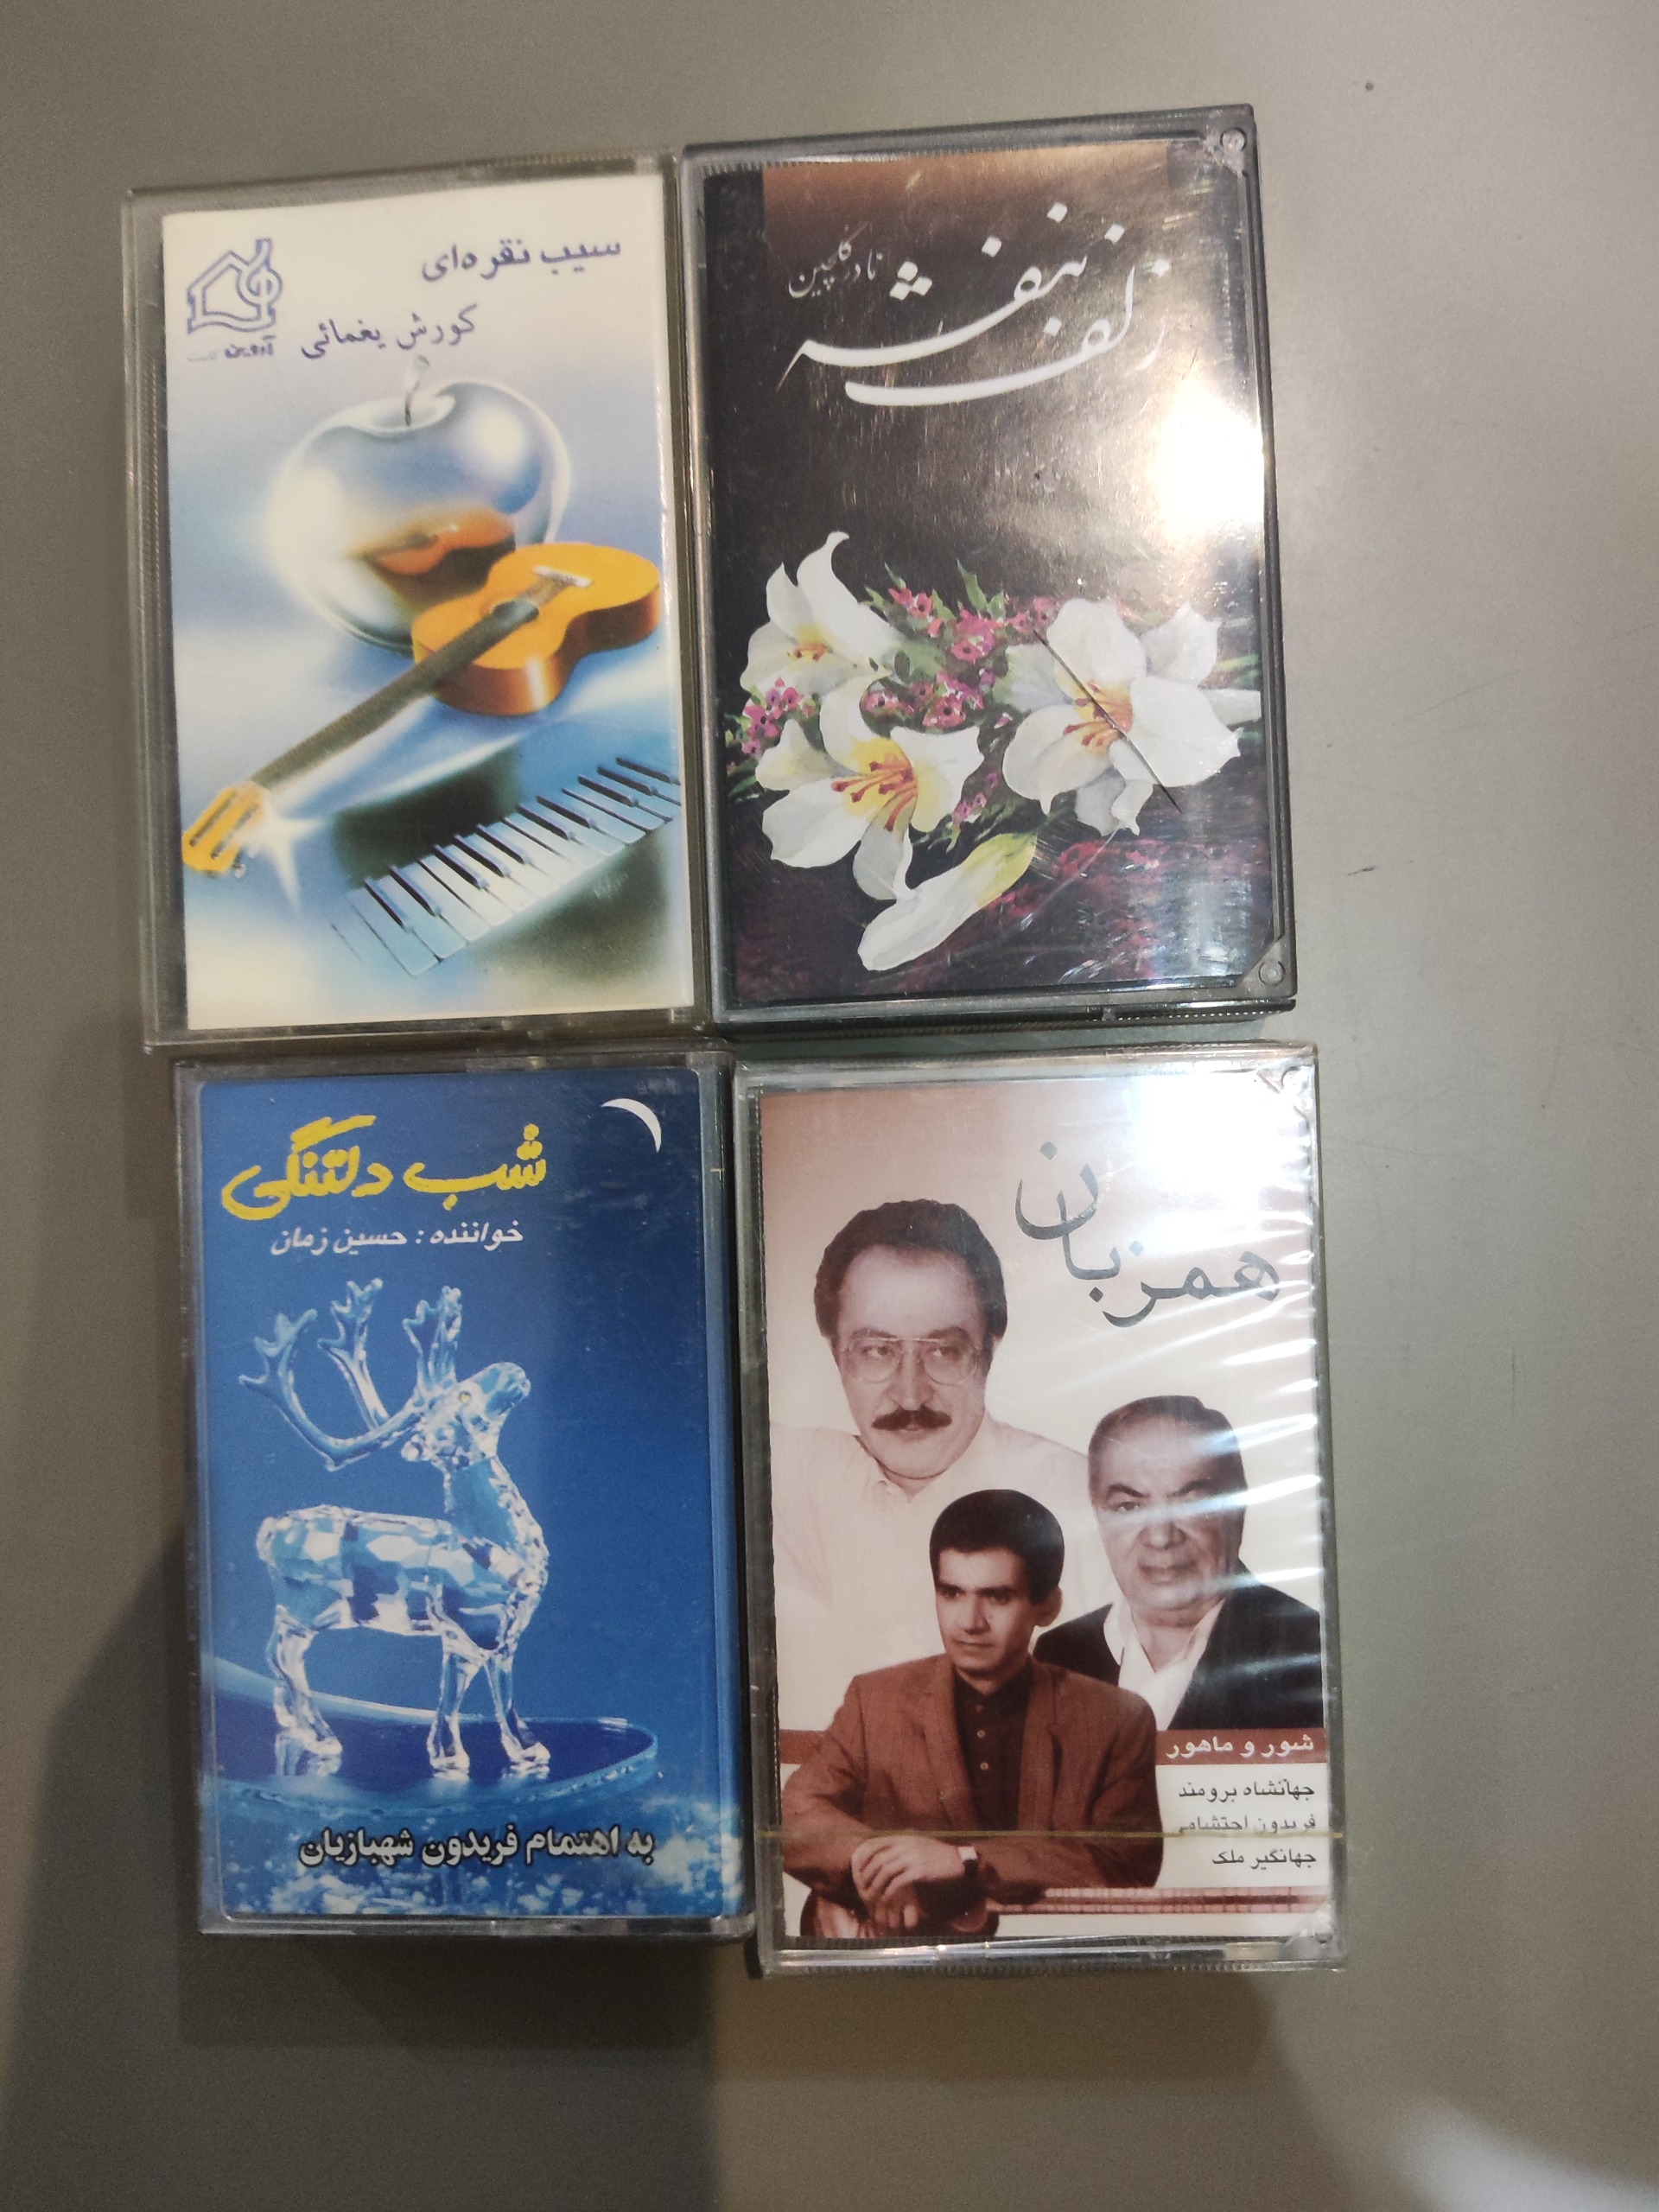 سیب نقره‌ای
کورش یغمائی
آروین
زلف بنفشه
نادر گلچین
شب دلتنگی
خواننده : حسین زمان
به اهتمام فریدون شهبازیان
همزبان
شور و ماهور
جهانشاه برومند
فریدون احتشامی
جهانگیر ملک